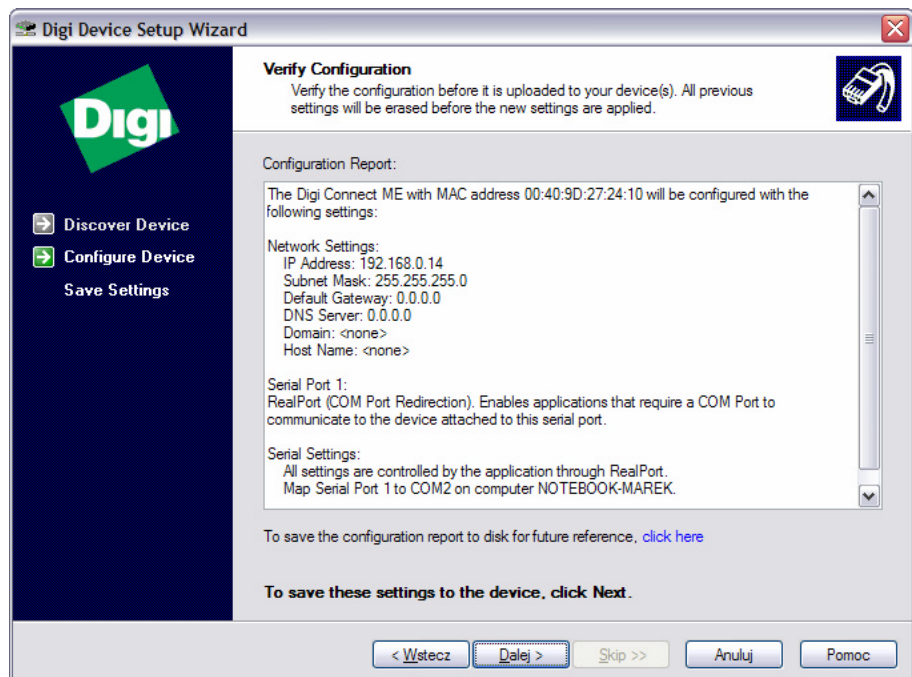 Digi Device Setup Wizard
Digi
Discover Device
Configure Device
Save Settings
Verify Configuration
Verify the configuration before it is uploaded to your device(s). All previous
settings will be erased before the new settings are applied.
Configuration Report:
The Digi Connect ME with MAC address 00:40:9D:27:24:10 will be configured with the
following settings:
Network Settings:
IP Address: 192.168.0.14
Subnet Mask: 255.255.255.0
Default Gateway: 0.0.0.0
DNS Server: 0.0.0.0
Domain: <none>
Host Name: <none>
Serial Port 1:
RealPort (COM Port Redirection). Enables applications that require a COM Port to
communicate to the device attached to this serial port.
Serial Settings:
All settings are controlled by the application through RealPort.
Map Serial Port 1 to COM2 on computer NOTEBOOK-MAREK.
To save the configuration report to disk for future reference, click here
To save these settings to the device, click Next.
< Wstecz Dalej > Skip >> Anuluj Pomoc